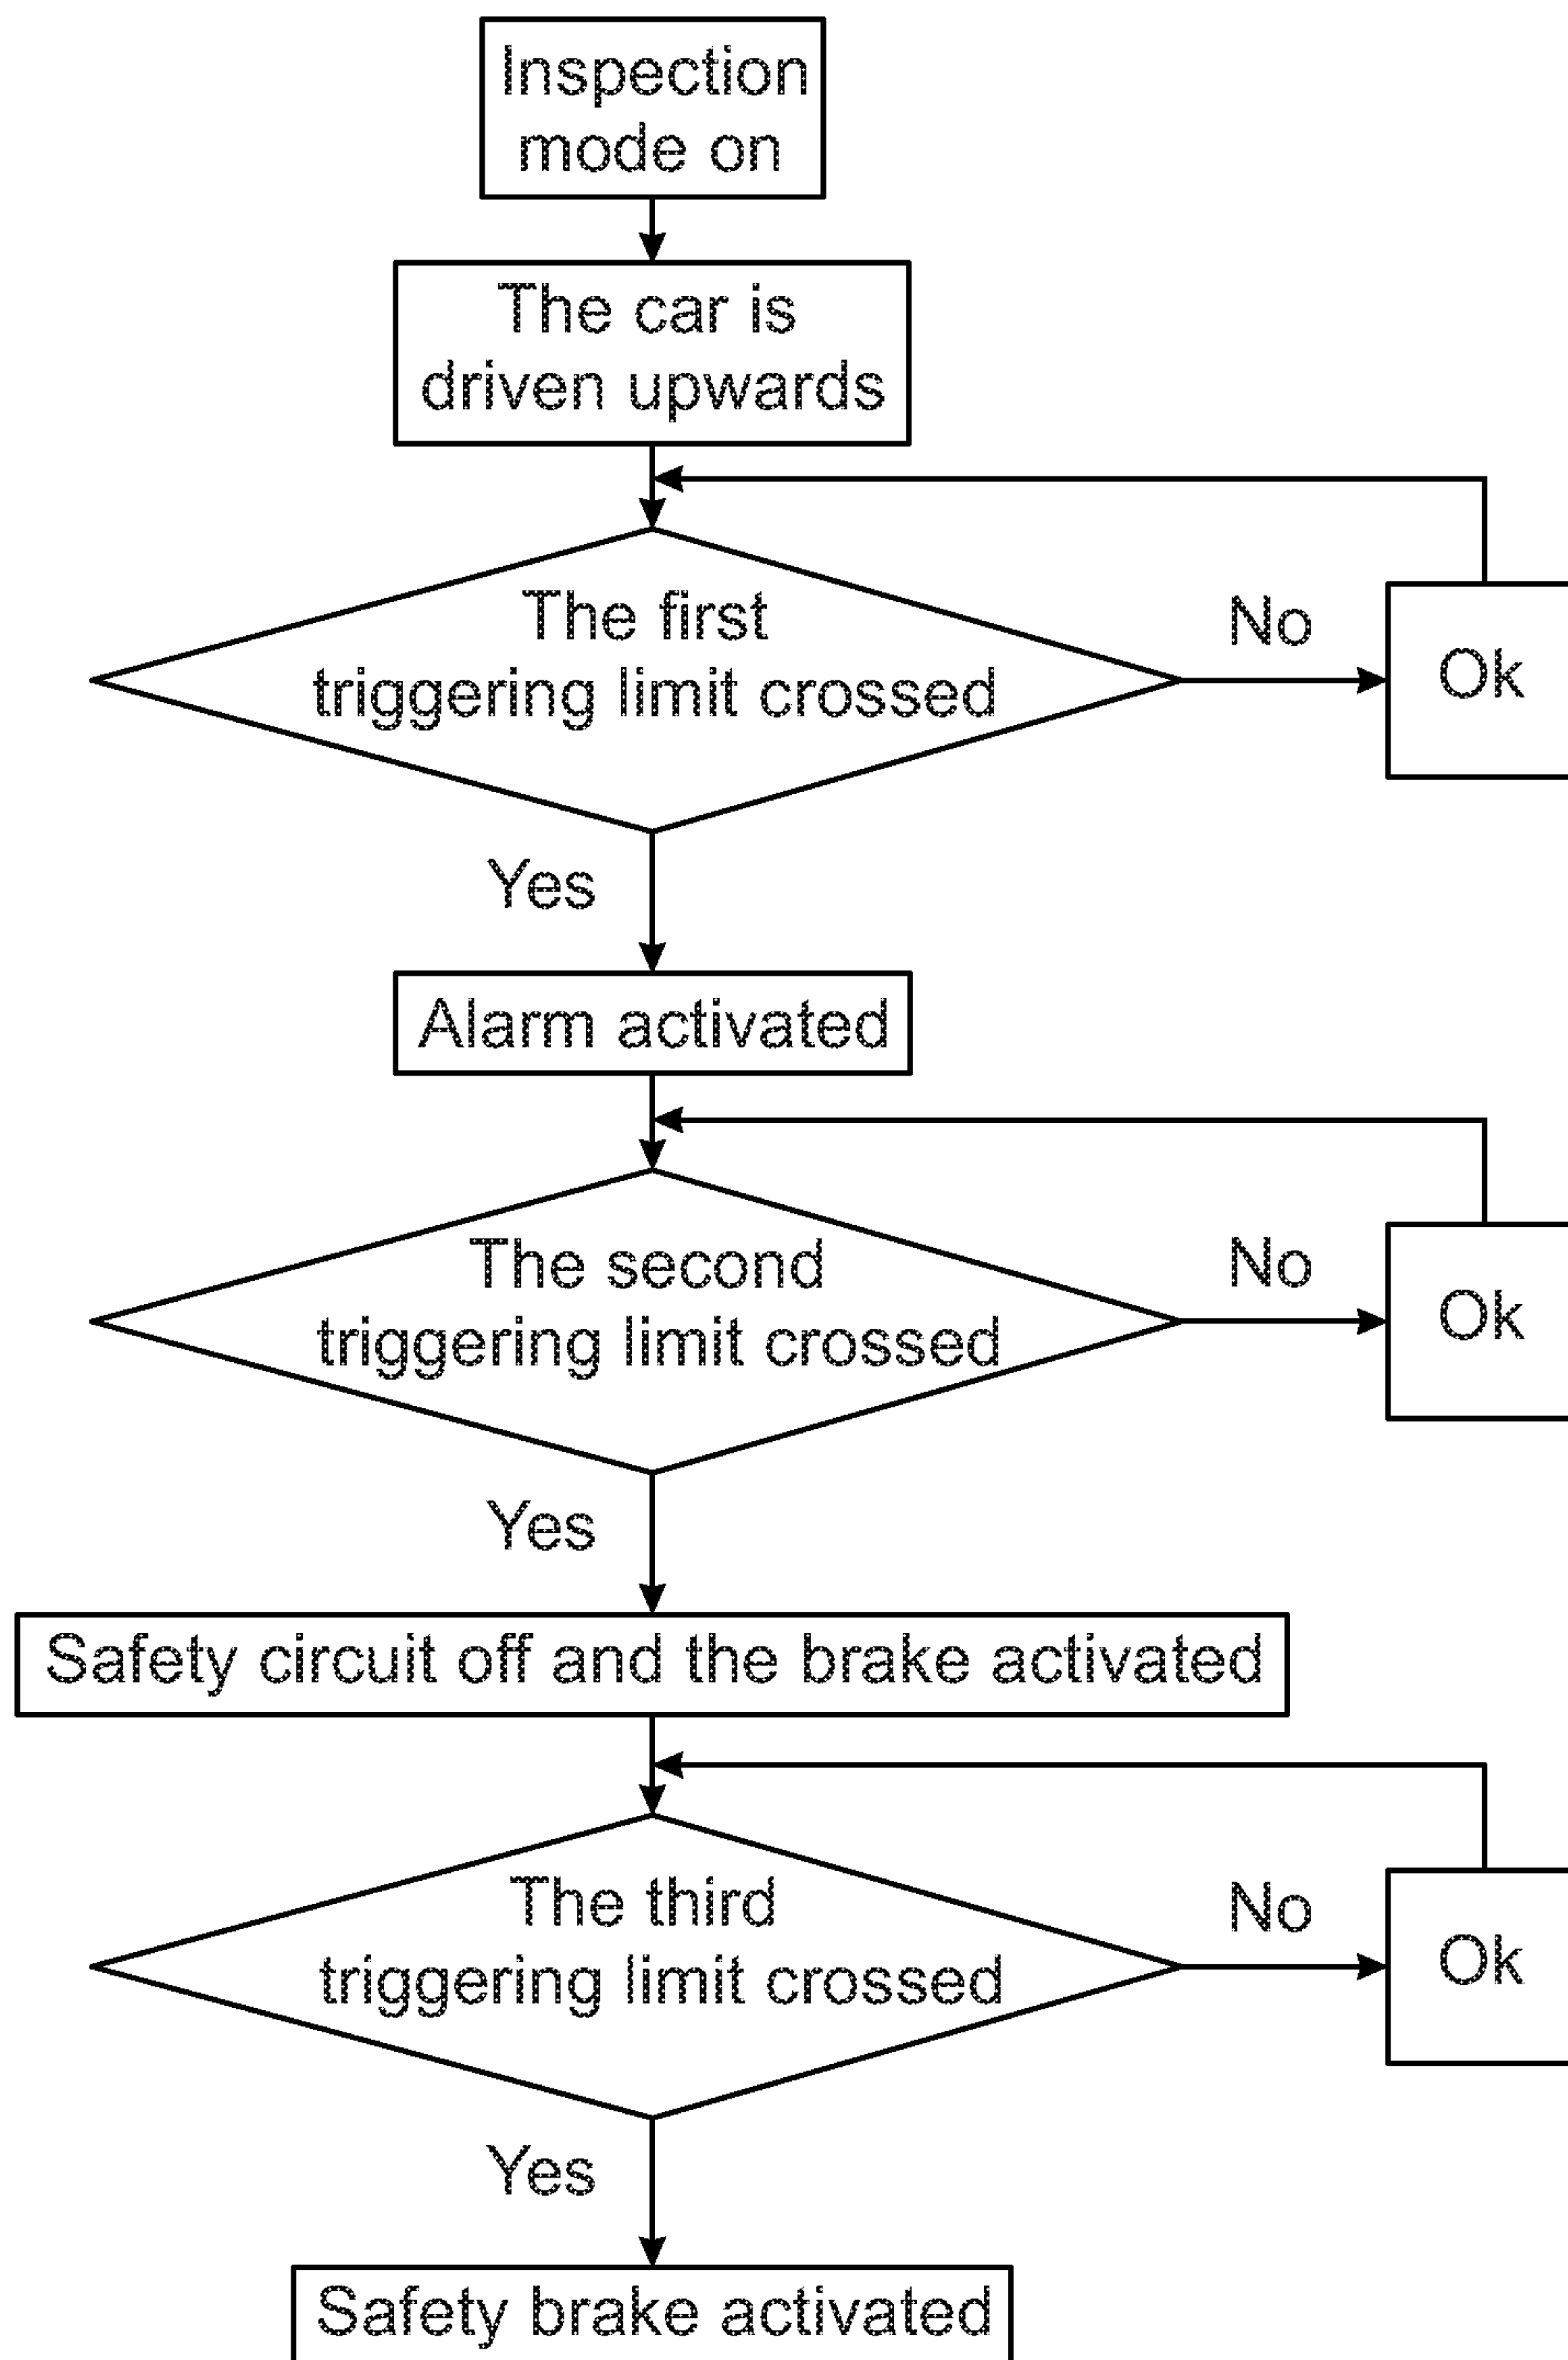 Inspection
mode on
The car is
driven upwards
The first
triggering limit crossed
No
Ok
Yes
Alarm activated
The second
triggering limit crossed
No
Ok
Yes
Safety circuit off and the brake activated
The third
triggering limit crossed
No
Ok
Yes
Safety brake activated